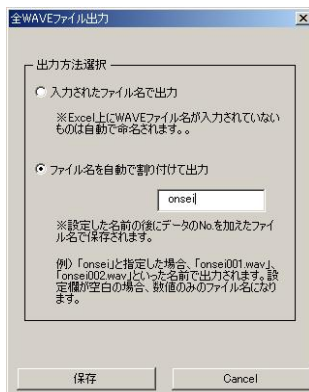 全WAVEファイル出力
出力方法選択
入力されたファイル名で出力
※Excel上にWAVEファイル名が入力されていない
ものは自動で命名されます。。
ファイル名を自動で割り付けて出力
onsei
※設定した名前の後にデータのNo.を加えたファイ
ル名で保存されます。
例）「onsei」と指定した場合、「onsei001.wav」、
「onsei002.wav」といった名前で出力されます。設
定欄が空白の場合、数値のみのファイル名になり
ます。
保存
Cancel